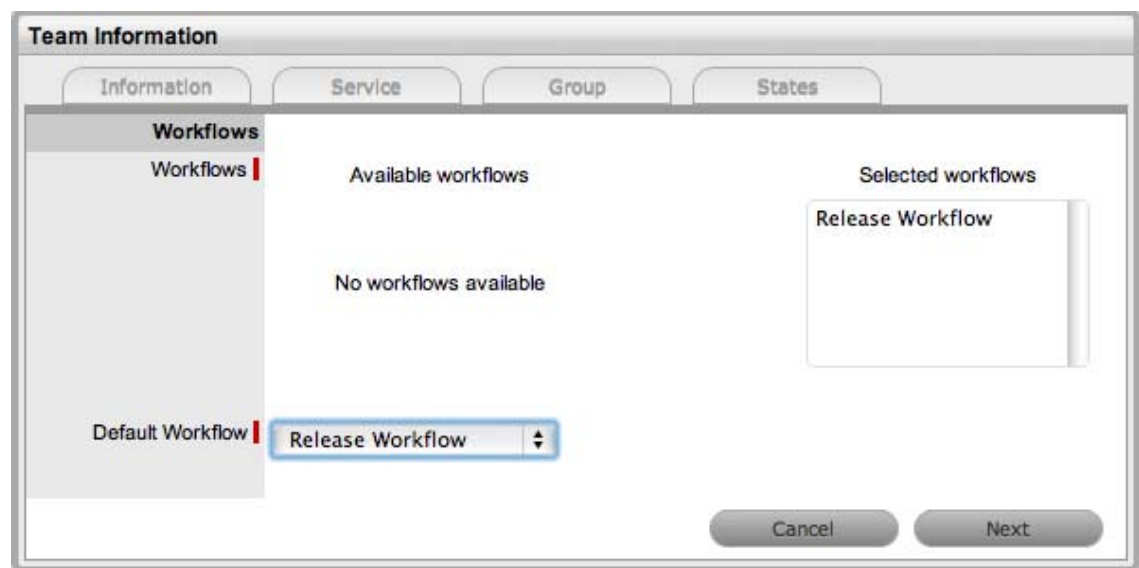 Team Information
Information
Service
Group
States
Workflows
Workflows
Available workflows
Selected workflows
Release Workflow
No workflows available
Default Workflow
Release Workflow
Cancel
Next